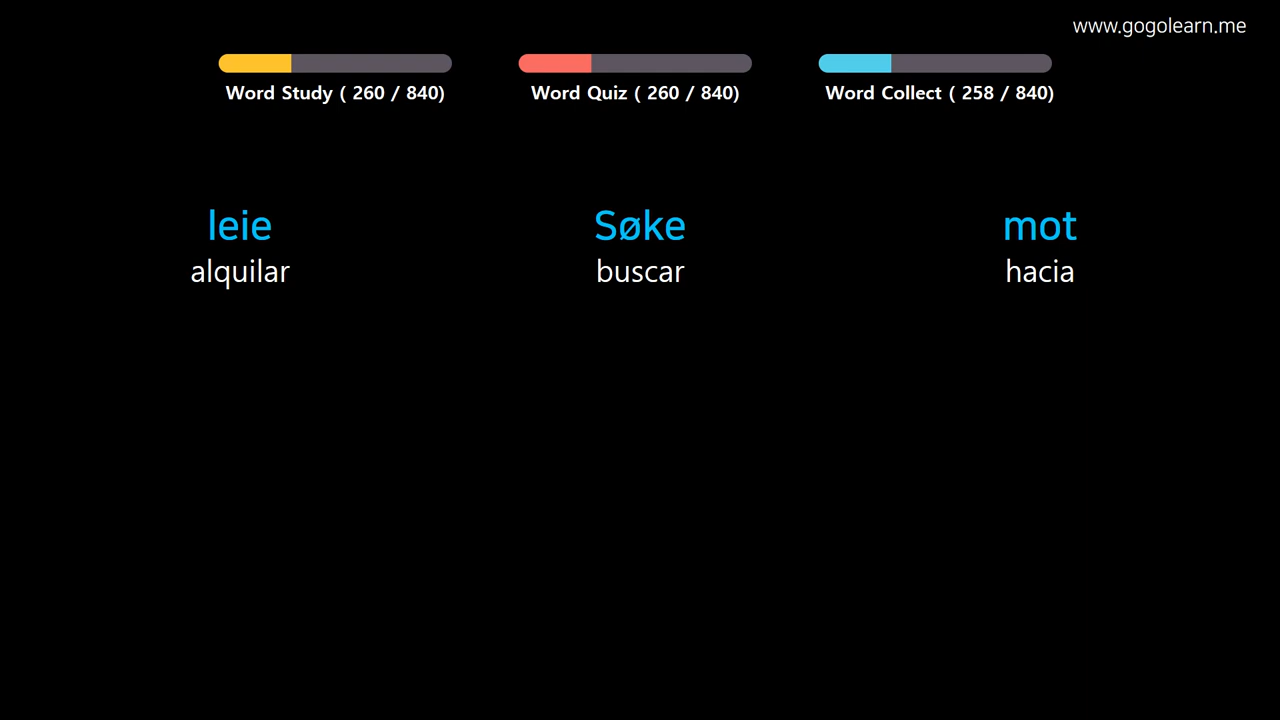 www.gogolearn.me
Word Study ( 260 / 840)
Word Quiz ( 260 / 840)
Word Collect ( 258 / 840)
leie
alquilar
Søke
buscar
mot
hacia